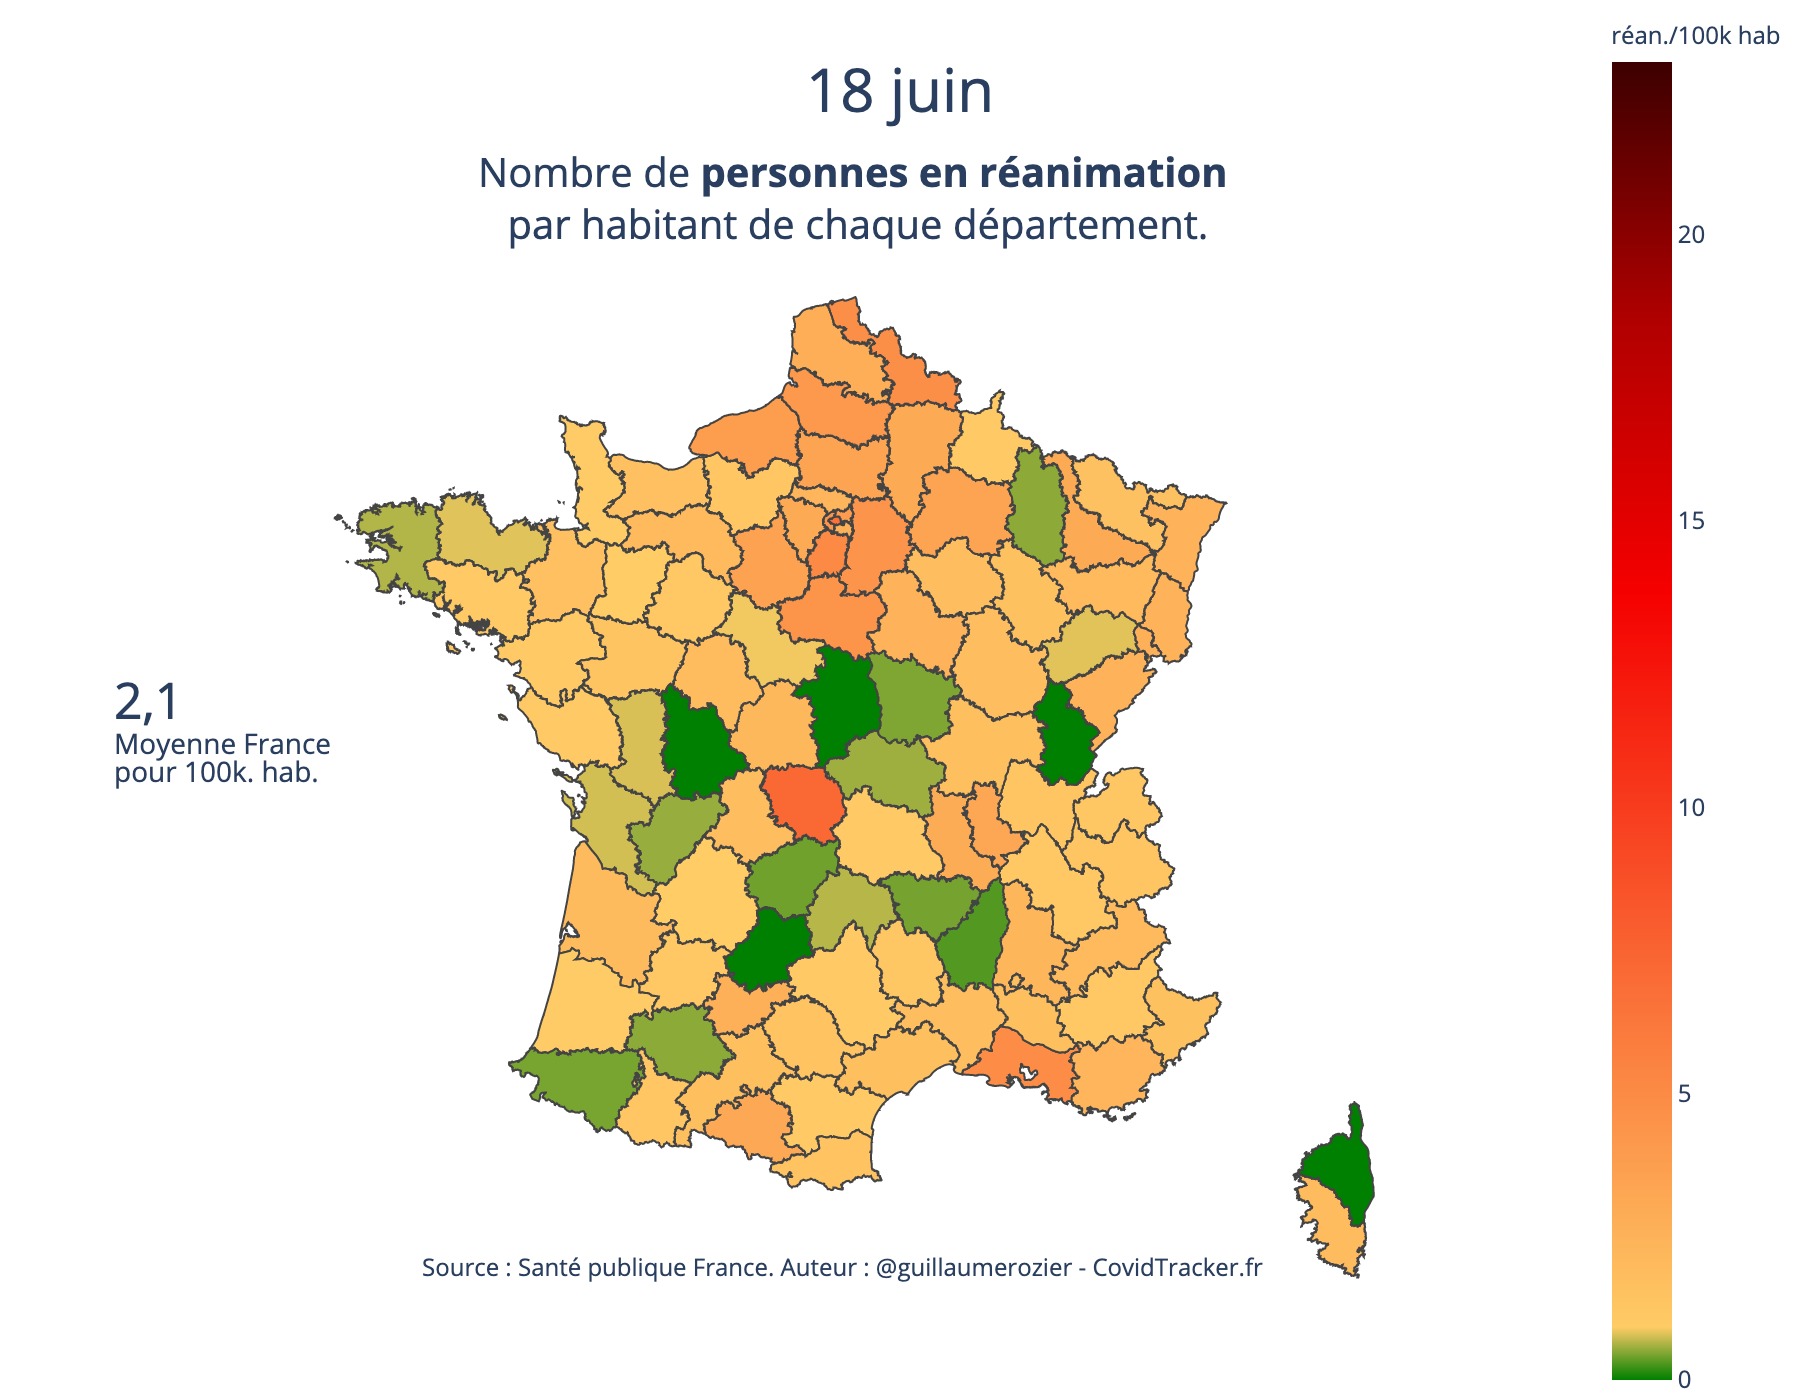 réan./100k hab
18 juin
Nombre de personnes en réanimation
par habitant de chaque département.
20
15
2,1
Moyenne France
pour 100k. hab.
10
5
Source : Santé publique France. Auteur : @guillaumerozier - CovidTracker.fr
0